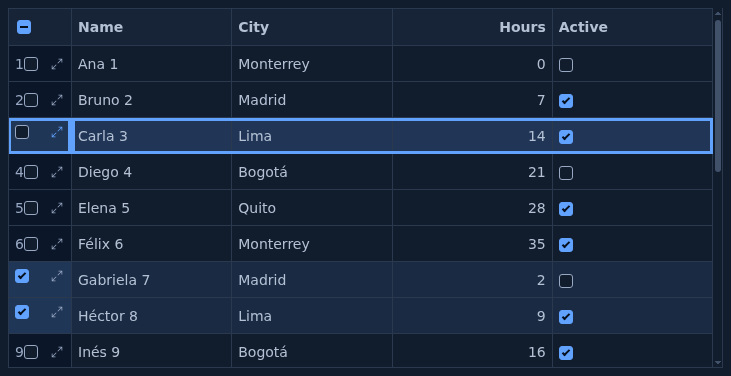 Name City Hours Active
1 Ana 1 Monterrey 0
2 Bruno 2 Madrid 7
Carla 3 Lima 14
4 Diego 4 Bogotá 21
5 Elena 5 Quito 28
6 Félix 6 Monterrey 35
Gabriela 7 Madrid 2
Héctor 8 Lima 9
9 Inés 9 Bogotá 16